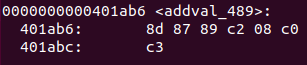 0000000000401ab6 <addval_489>:
401ab6: 8d 87 89 c2 08 c0
401abc: c3